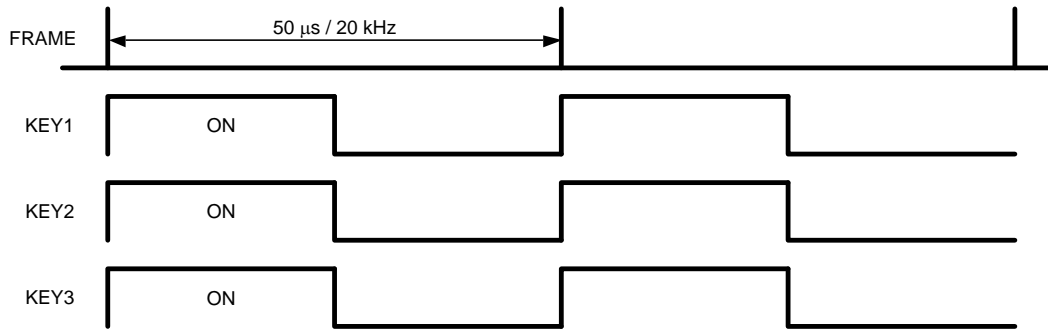 FRAME
50 μs / 20 kHz
KEY1
ON
KEY2
ON
KEY3
ON